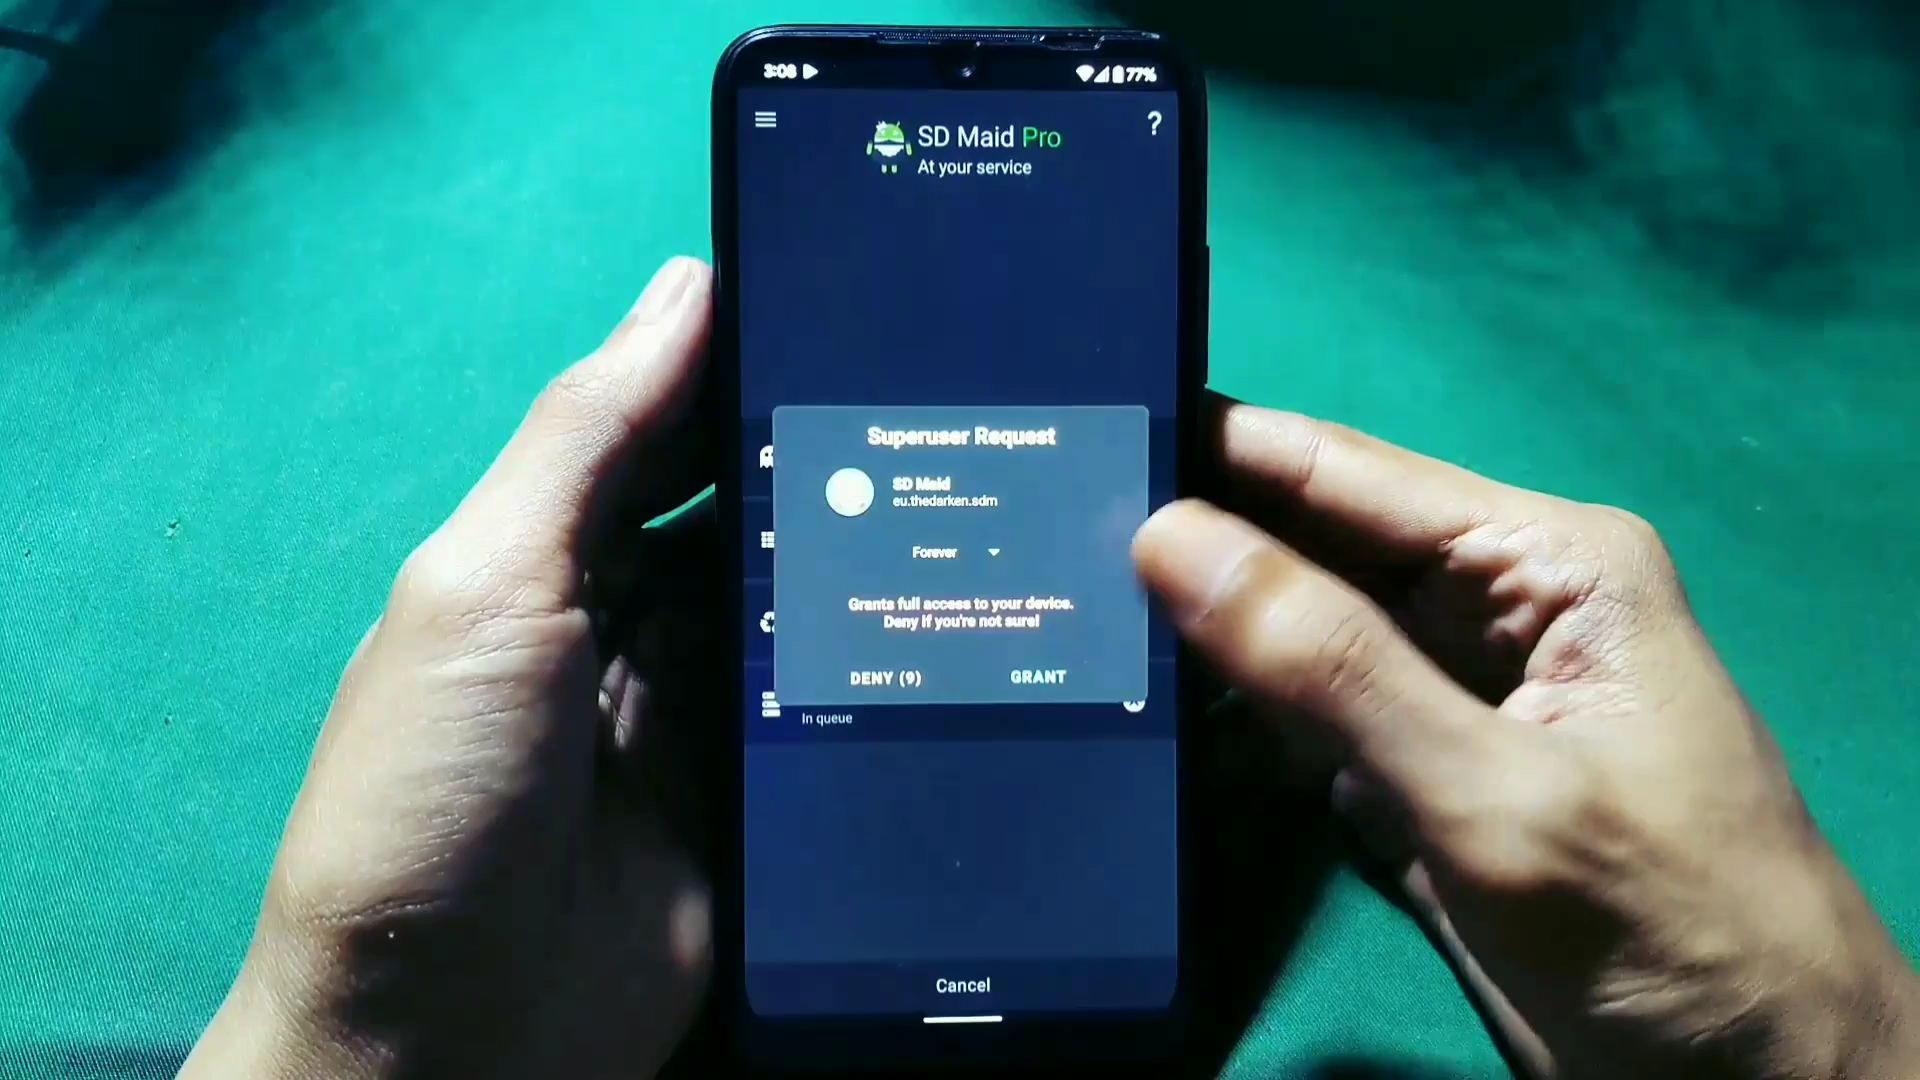 3:08
77%
SD Maid Pro
?
At your service
Superuser Request
SD Maid
eu.thedarken.sdm
Forever
Grants full access to your device.
Deny if you're not sure!
DENY (9)
GRANT
In queue
Cancel